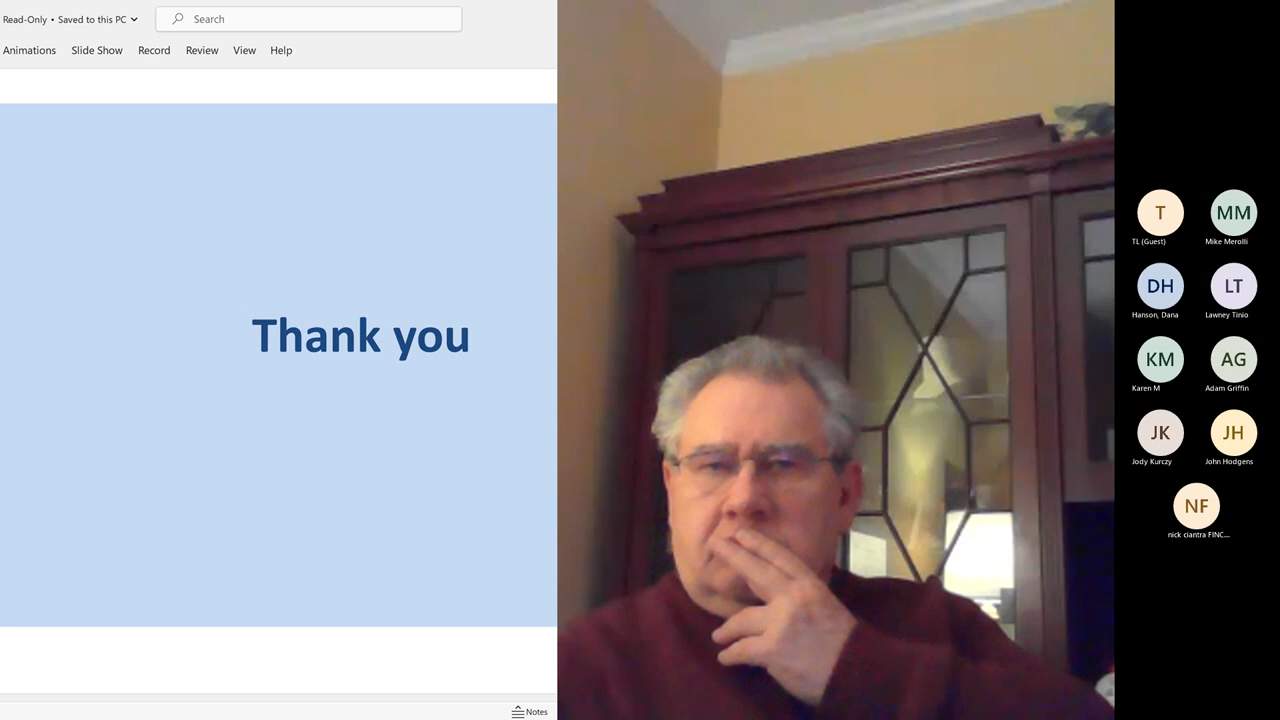 Read-Only • Saved to this PC
Search
Animations Slide Show Record Review View Help
Thank you
Notes
T MM
TL (Guest) Mike Merolli
DH LT
Hanson, Dana Lawney Tinio
KM AG
Karen M Adam Griffin
JK JH
Jody Kurczy John Hodgens
NF
nick ciantra FINC...